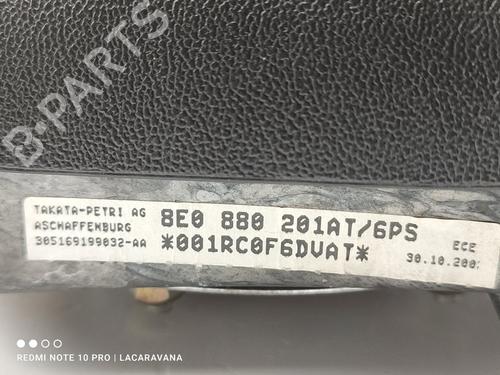 B-PARTS
TAKATA-PETRI AG
ASCHAFFENBURG
305169199032-AA
8E0 880 201AT/6PS
*001RC0F6DVAT*
ECE
REDMI NOTE 10 PRO | LACARAVANA